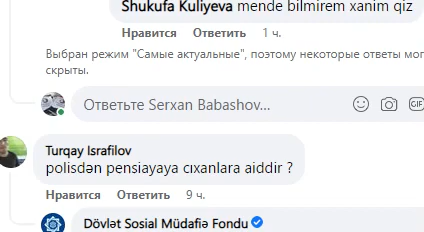 Shukufa Kuliyeva mende bilmirem xanim qiz
Нравится Ответить 1 ч.
Выбран режим "Самые актуальные", поэтому некоторые ответы мог
скрыты.
Ответьте Serxan Babashov...
GIF
Turqay Israfilov
polisdən pensiayaya cıxanlara aiddir ?
Нравится Ответить 9 ч.
Dövlət Sosial Müdafiə Fondu